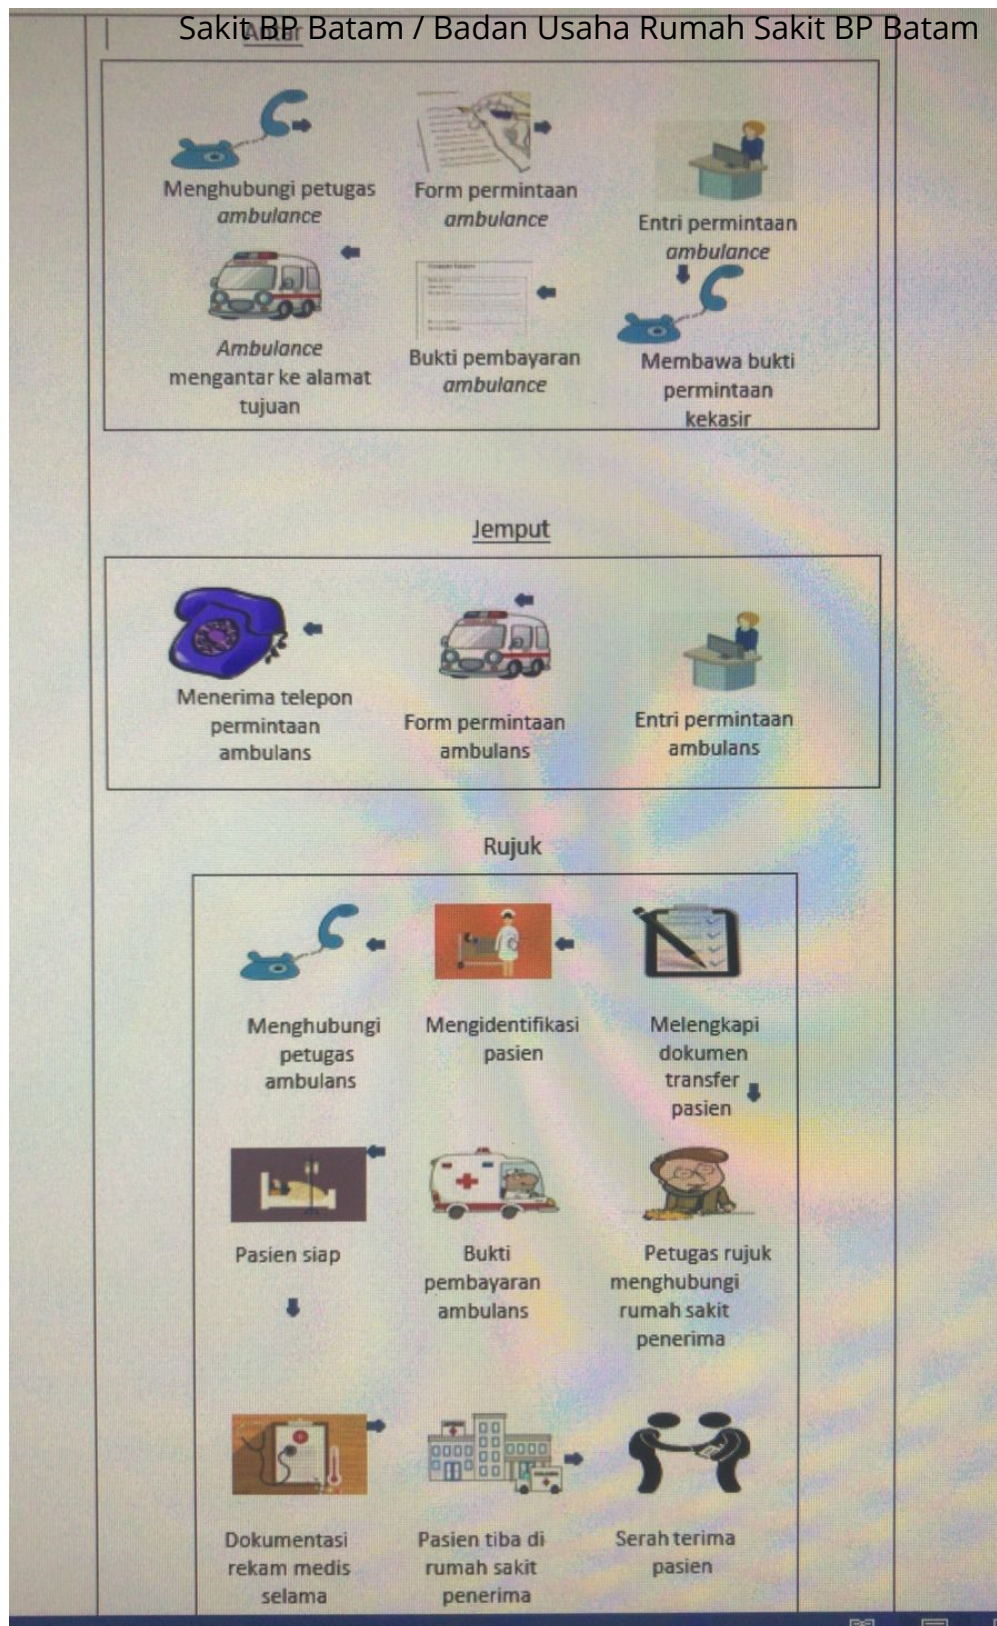 Sakit BP Batam / Badan Usaha Rumah Sakit BP Batam
Antar
Menghubungi petugas
ambulance
Form permintaan
ambulance
Entri permintaan
ambulance
Ambulance
mengantar ke alamat
tujuan
Bukti pembayaran
ambulance
Membawa bukti
permintaan
kekasir
Jemput
Menerima telepon
permintaan
ambulans
Form permintaan
ambulans
Entri permintaan
ambulans
Rujuk
Menghubungi
petugas
ambulans
Mengidentifikasi
pasien
Melengkapi
dokumen
transfer
pasien
Pasien siap
Bukti
pembayaran
ambulans
Petugas rujuk
menghubungi
rumah sakit
penerima
Dokumentasi
rekam medis
selama
Pasien tiba di
rumah sakit
penerima
Serah terima
pasien